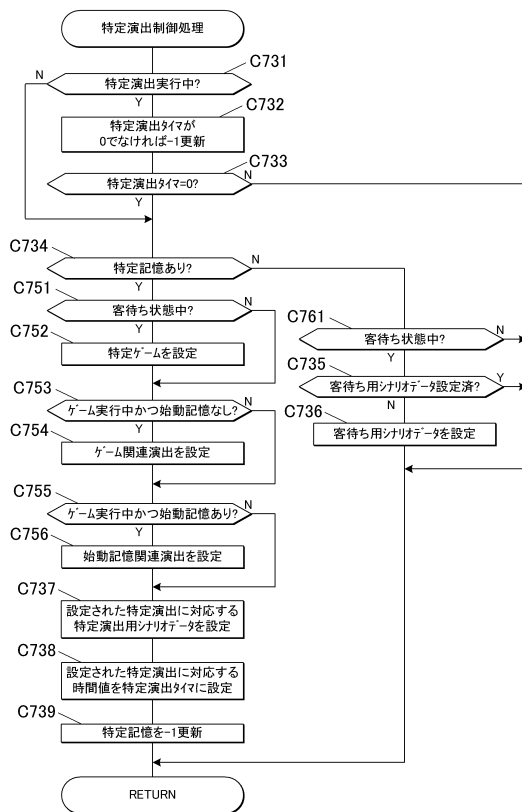 特定演出制御処理
C731
N
特定演出実行中?
Y
C732
特定演出タイマが
0でなければ-1更新
C733
特定演出タイマ=0?
N
Y
C734
特定記憶あり?
N
Y
C751
客待ち状態中?
N
Y
C752
特定ゲームを設定
C761
客待ち状態中?
N
Y
C735
客待ち用シナリオデータ設定済?
Y
N
C736
客待ち用シナリオデータを設定
C753
ゲーム実行中かつ始動記憶なし?
N
Y
C754
ゲーム関連演出を設定
C755
ゲーム実行中かつ始動記憶あり?
N
Y
C756
始動記憶関連演出を設定
C737
設定された特定演出に対応する
特定演出用シナリオデータを設定
C738
設定された特定演出に対応する
時間値を特定演出タイマに設定
C739
特定記憶を-1更新
RETURN